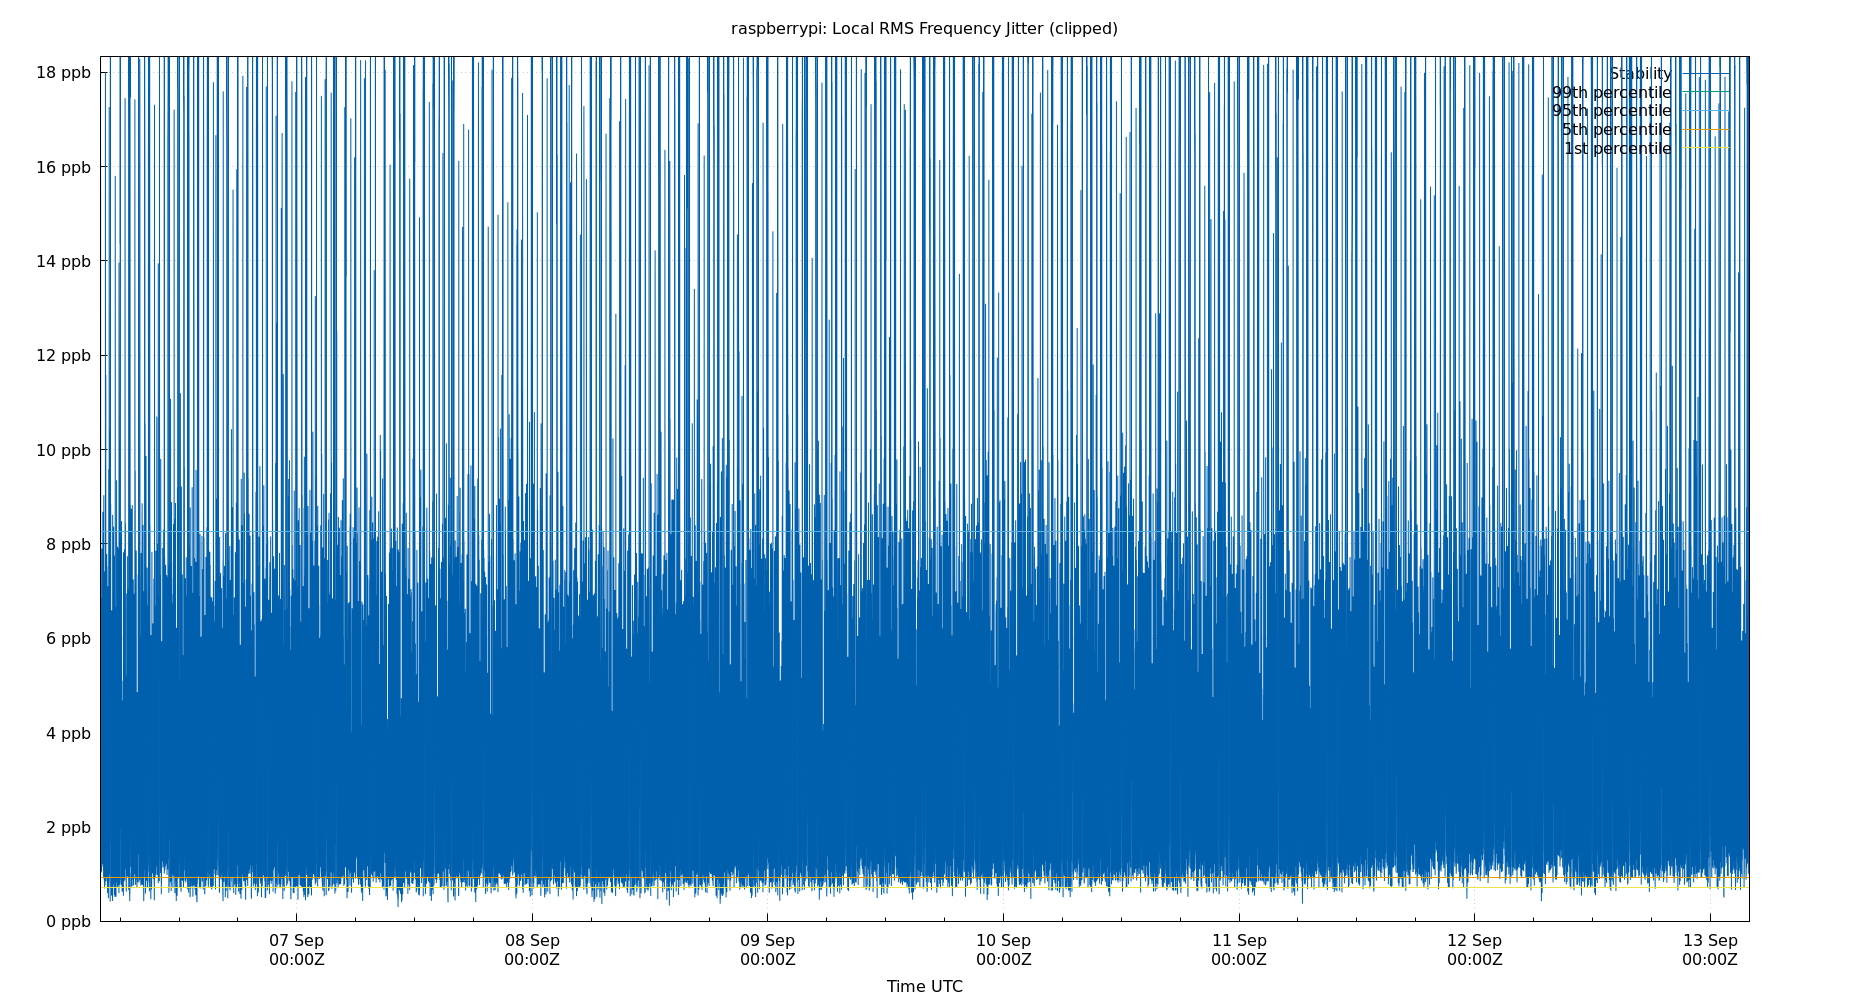 raspberrypi: Local RMS Frequency Jitter (clipped)
18 ppb
16 ppb
14 ppb
12 ppb
10 ppb
8 ppb
6 ppb
4 ppb
2 ppb
0 ppb
Stability
99th percentile
95th percentile
5th percentile
1st percentile
07 Sep
00:00Z
08 Sep
00:00Z
09 Sep
00:00Z
10 Sep
00:00Z
11 Sep
00:00Z
12 Sep
00:00Z
13 Sep
00:00Z
Time UTC